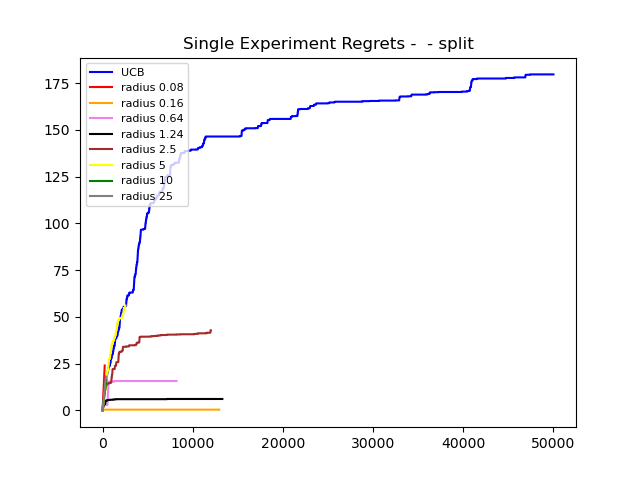 Single Experiment Regrets -  - split
UCB
radius 0.08
radius 0.16
radius 0.64
radius 1.24
radius 2.5
radius 5
radius 10
radius 25
175
150
125
100
75
50
25
0
0 10000 20000 30000 40000 50000